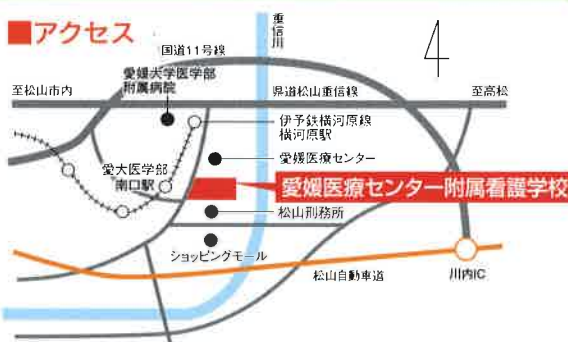 アクセス
重信川
国道11号線
愛媛大学医学部
附属病院
至松山市内
県道松山重信線
至高松
伊予鉄横河原線
横河原駅
愛媛医療センター
愛大医学部
南口駅
愛媛医療センター附属看護学校
松山刑務所
ショッピングモール
松山自動車道
川内IC